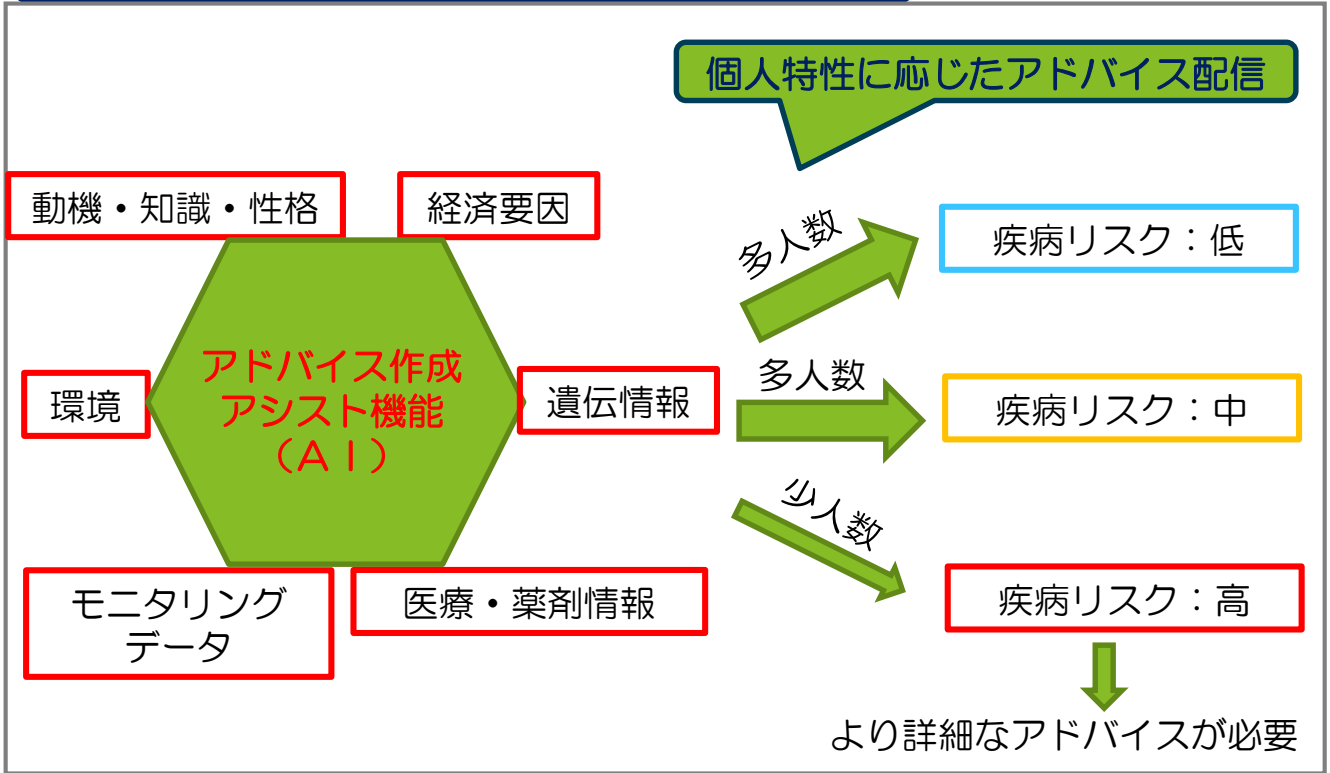 個人特性に応じたアドバイス配信
動機・知識・性格
経済要因
環境
アドバイス作成
アシスト機能
(AI)
遺伝情報
モニタリング
データ
医療・薬剤情報
多人数
疾病リスク:低
多人数
疾病リスク:中
少人数
疾病リスク:高
より詳細なアドバイスが必要